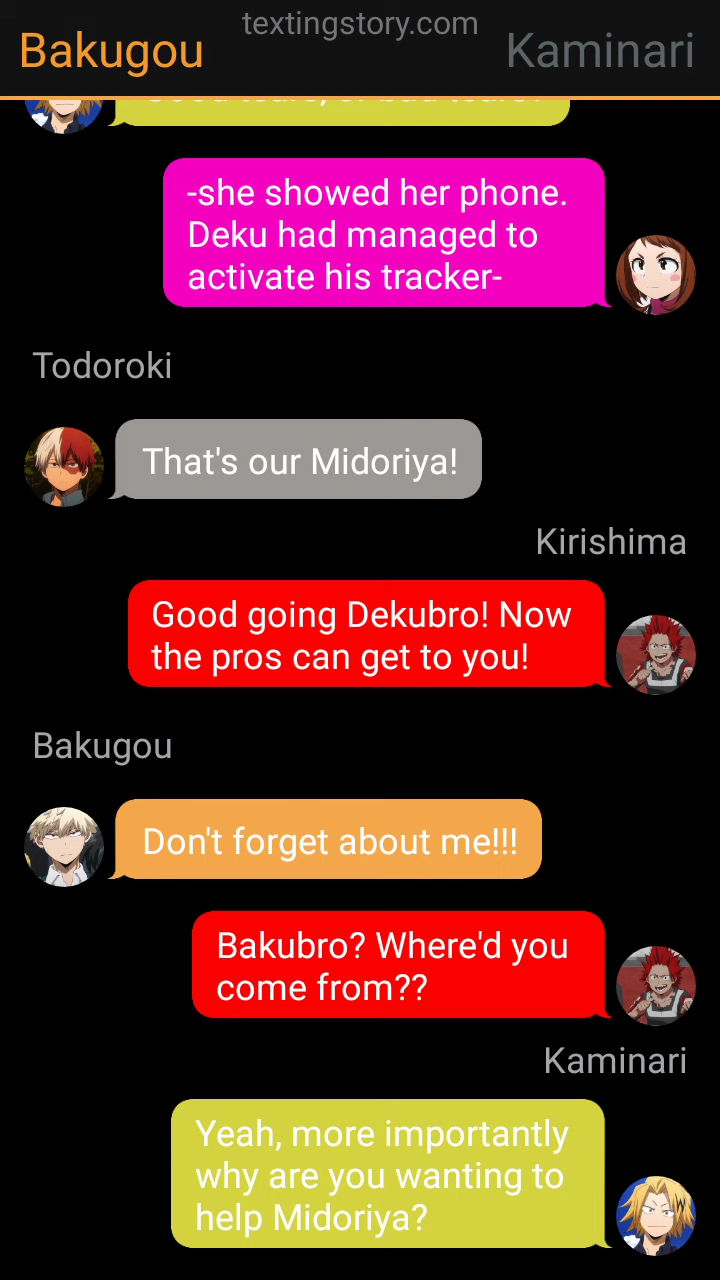 textingstory.com
Bakugou
Kaminari
-she showed her phone.
Deku had managed to
activate his tracker-
Todoroki
That's our Midoriya!
Kirishima
Good going Dekubro! Now
the pros can get to you!
Bakugou
Don't forget about me!!!
Bakubro? Where'd you
come from??
Kaminari
Yeah, more importantly
why are you wanting to
help Midoriya?